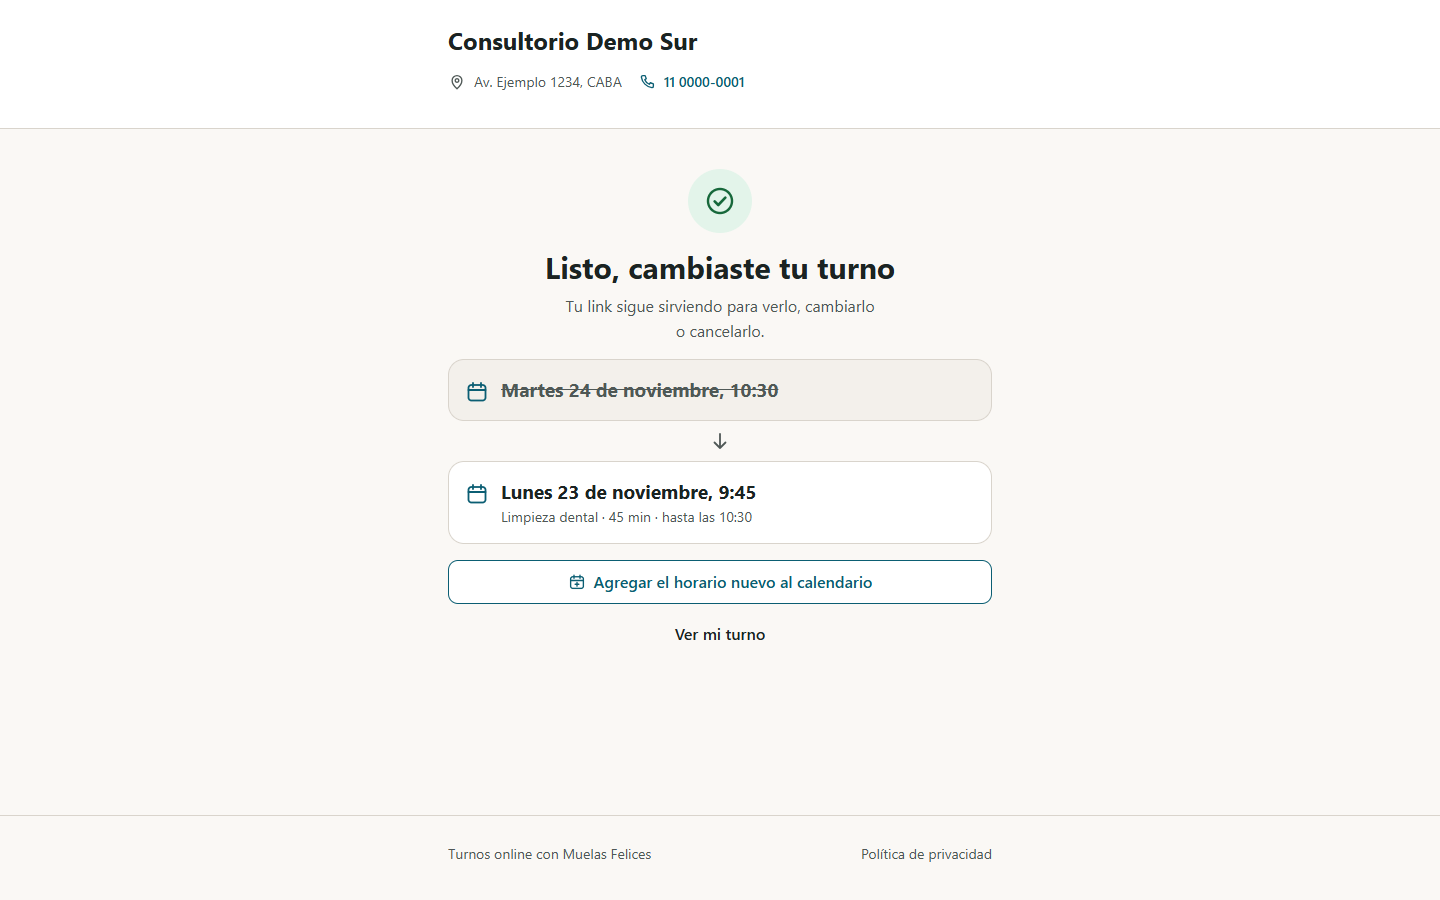 Consultorio Demo Sur
Av. Ejemplo 1234, CABA 11 0000-0001
Listo, cambiaste tu turno
Tu link sigue sirviendo para verlo, cambiarlo
o cancelarlo.
Martes 24 de noviembre, 10:30
Lunes 23 de noviembre, 9:45
Limpieza dental · 45 min · hasta las 10:30
Agregar el horario nuevo al calendario
Ver mi turno
Turnos online con Muelas Felices Política de privacidad